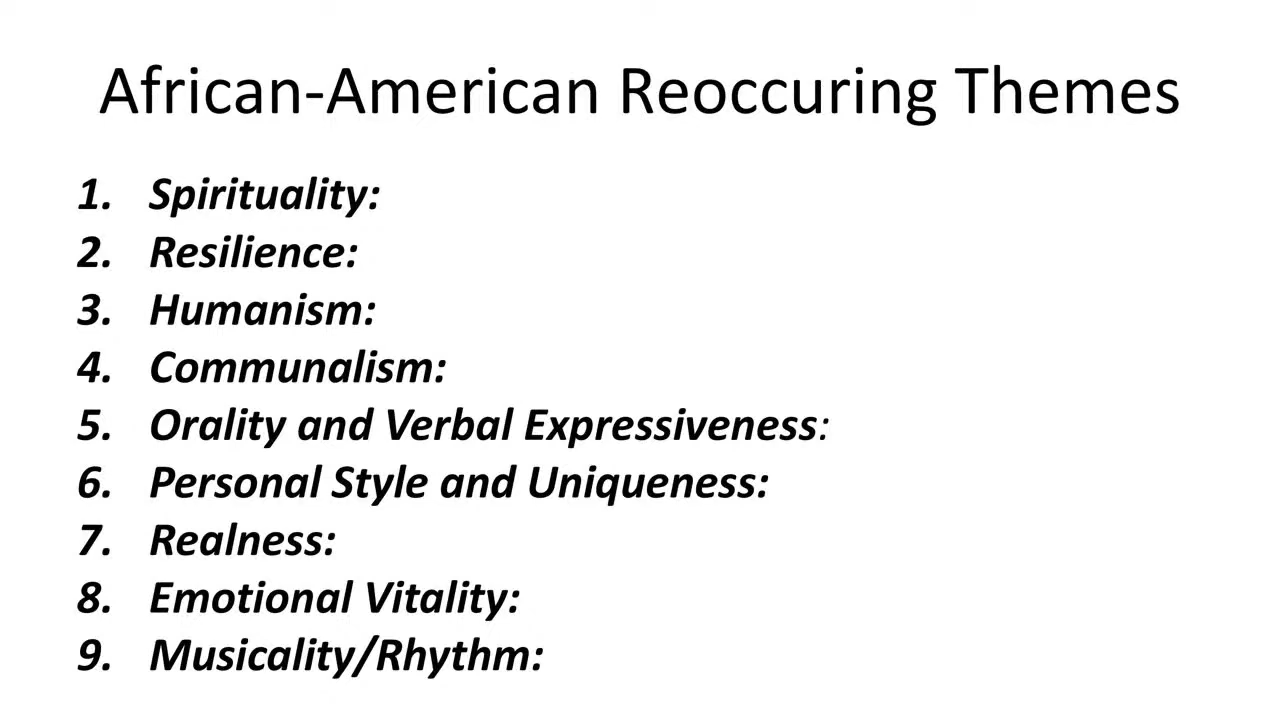 African-American Reoccuring Themes
1. Spirituality:
2. Resilience:
3. Humanism:
4. Communalism:
5. Orality and Verbal Expressiveness:
6. Personal Style and Uniqueness:
7. Realness:
8. Emotional Vitality:
9. Musicality/Rhythm: